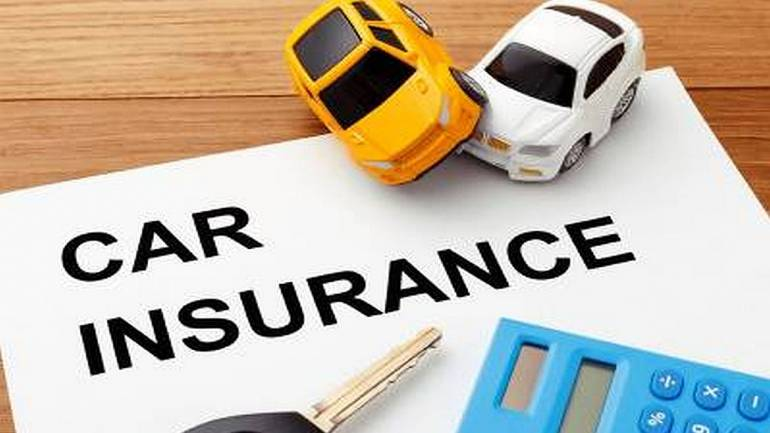 CAR
INSURANCE
÷ × -
%